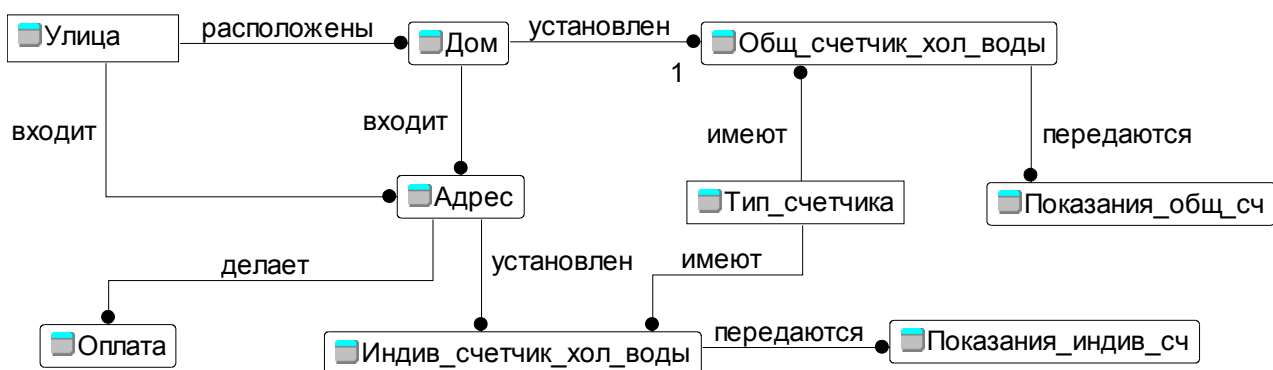 Улица
расположены
Дом
установлен
Общ_счетчик_хол_воды
1
входит
входит
имеют
передаются
Адрес
Тип_счетчика
Показания_общ_сч
делает
установлен
имеют
Оплата
Индив_счетчик_хол_воды
передаются
Показания_индив_сч